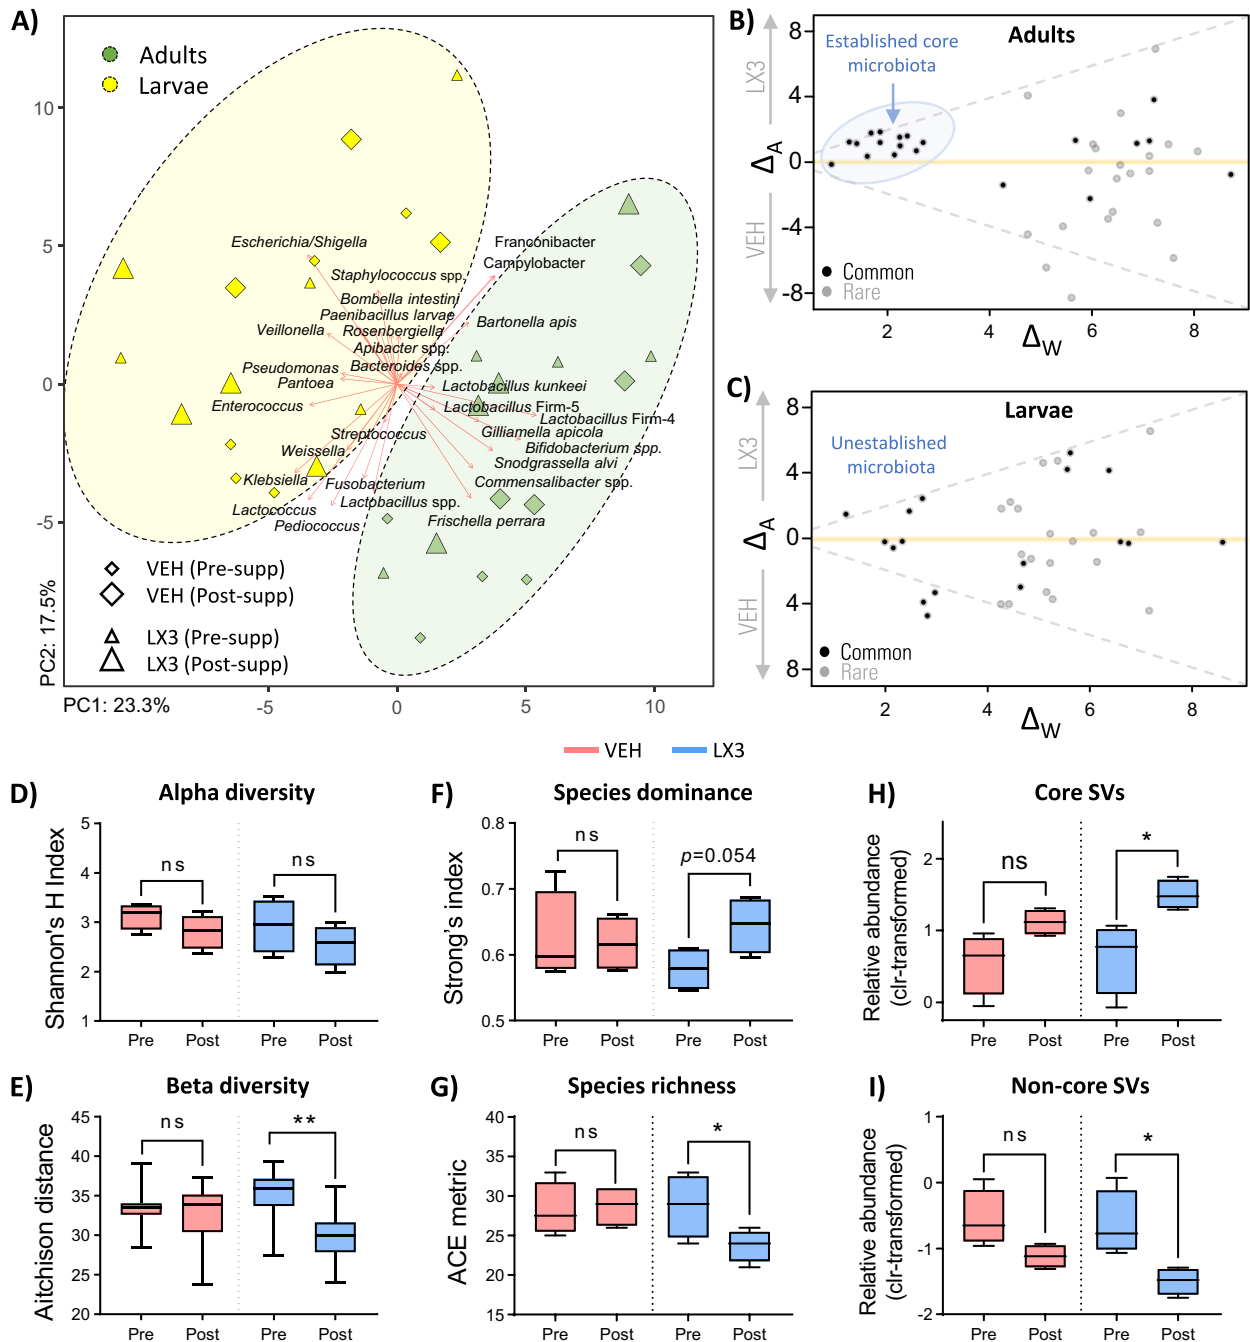 A)
Adults
Larvae
10
5
0
-5
PC2: 17.5%
Escherichia/Shigella
Franconibacter
Campylobacter
Staphylococcus spp.
Bombella intestini
Paenibacillus larvae
Bartonella apis
Veillonella
Rosenbergiella
Apibacter spp.
Bacteroides spp.
Pseudomonas
Pantoea
Lactobacillus kunkeei
Enterococcus
Lactobacillus Firm-5
Lactobacillus Firm-4
Streptococcus
Gilliamella apicola
Weissella
Bifidobacterium spp.
Snodgrassella alvi
Klebsiella
Fusobacterium
Commensalibacter spp.
Lactococcus
Lactobacillus spp.
Pediococcus
Frischella perrara
VEH (Pre-supp)
VEH (Post-supp)
LX3 (Pre-supp)
LX3 (Post-supp)
PC1: 23.3%
-5
0
5
10
B)
Adults
Established core
microbiota
LX3
ΔA
VEH
8
4
0
-4
-8
Common
Rare
2
4
6
8
ΔW
C)
Larvae
Unestablished
microbiota
LX3
ΔA
VEH
8
4
0
4
8
Common
Rare
2
4
6
8
ΔW
VEH
LX3
D)
Alpha diversity
Shannon's H Index
5
4
3
2
1
ns
ns
Pre
Post
Pre
Post
F)
Species dominance
Strong's index
0.8
0.7
0.6
0.5
ns
p=0.054
Pre
Post
Pre
Post
H)
Core SVs
Relative abundance
(clr-transformed)
2
1
0
ns
*
Pre
Post
Pre
Post
E)
Beta diversity
Aitchison distance
45
40
35
30
25
20
ns
**
Pre
Post
Pre
Post
G)
Species richness
ACE metric
40
35
30
25
20
15
ns
*
Pre
Post
Pre
Post
I)
Non-core SVs
Relative abundance
(clr-transformed)
1
0
-1
-2
ns
*
Pre
Post
Pre
Post